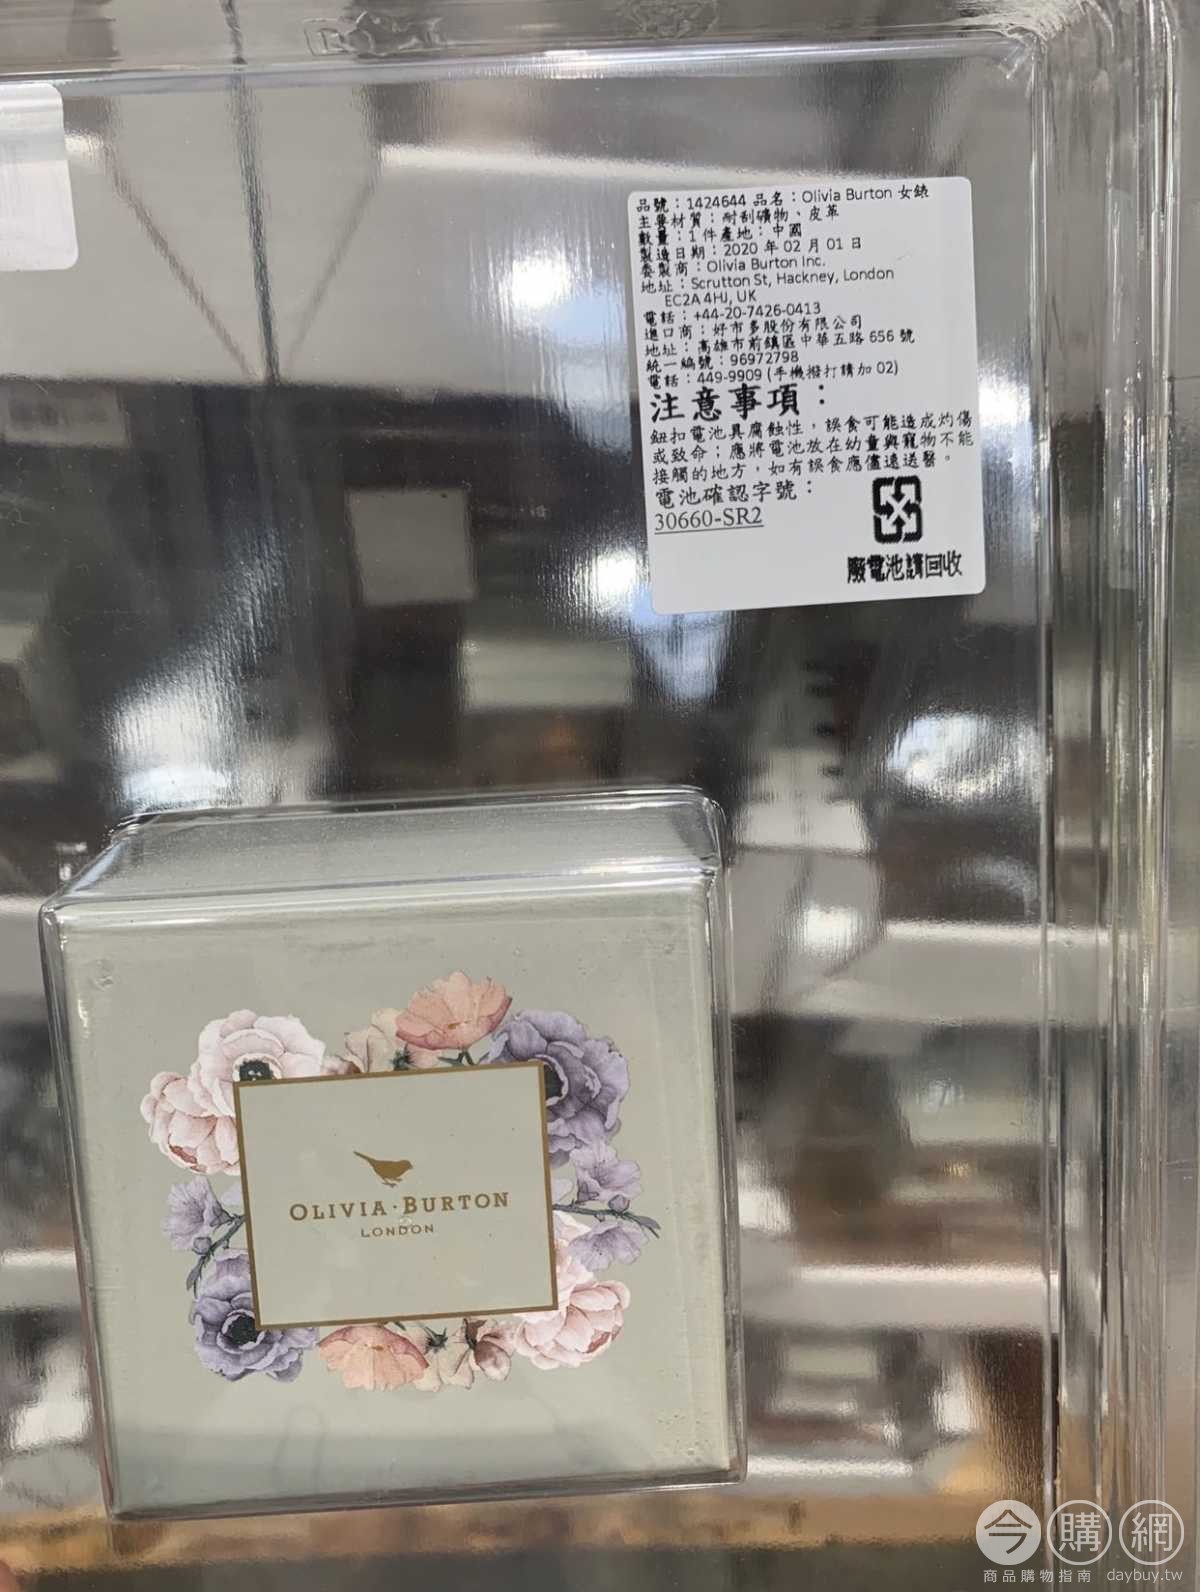 品號：1424644 品名：Olivia Burton 女錶
主要材質：耐刮礦物、皮革
數量：1 件產地：中國
製造日期：2020 年 02 月 01 日
委製商：Olivia Burton Inc.
地址：Scrutton St, Hackney, London
EC2A 4HJ, UK
電話：+44-20-7426-0413
進口商：好市多股份有限公司
地址：高雄市前鎮區中華五路 656 號
統一編號：96972798
電話：449-9909 (手機撥打請加 02)
注意事項：
鈕扣電池具腐蝕性，誤食可能造成灼傷
或致命；應將電池放在幼童與寵物不能
接觸的地方，如有誤食應儘速送醫。
電池確認字號：
30660-SR2
廢電池請回收
OLIVIA·BURTON
LONDON
今購網
商品購物指南 daybuy.tw